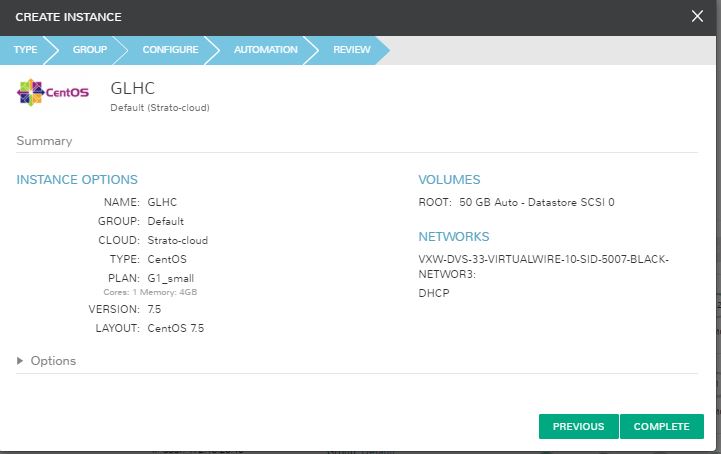 CREATE INSTANCE
TYPE
GROUP
CONFIGURE
AUTOMATION
REVIEW
CentOS
GLHC
Default (Strato-cloud)
Summary
INSTANCE OPTIONS
NAME: GLHC
GROUP: Default
CLOUD: Strato-cloud
TYPE: CentOS
PLAN: G1_small
Cores: 1 Memory: 4GB
VERSION: 7.5
LAYOUT: CentOS 7.5
VOLUMES
ROOT: 50 GB Auto - Datastore SCSI 0
NETWORKS
VXW-DVS-33-VIRTUALWIRE-10-SID-5007-BLACK-
NETWOR3:
DHCP
Options
PREVIOUS
COMPLETE